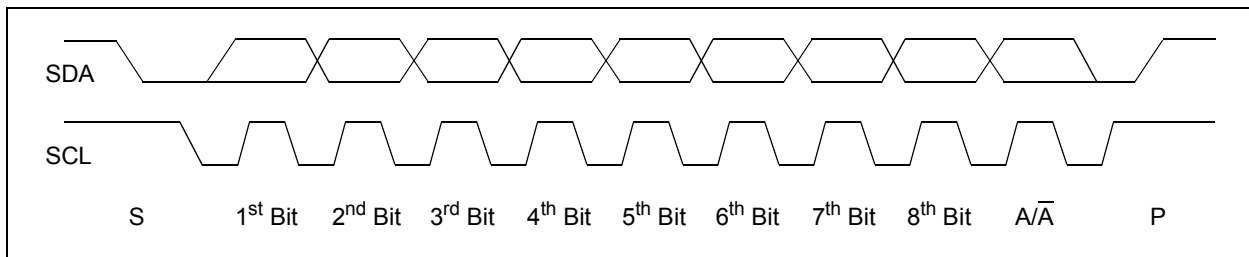 SDA
SCL
S 1st Bit 2nd Bit 3rd Bit 4th Bit 5th Bit 6th Bit 7th Bit 8th Bit A/A̅ P